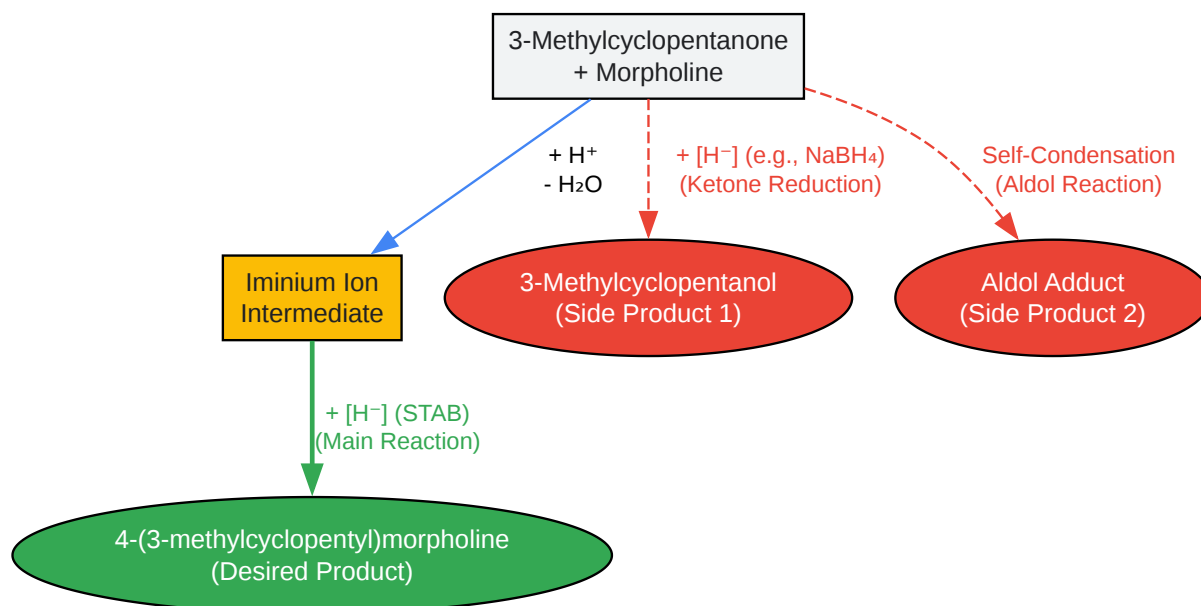 3-Methylcyclopentanone
+ Morpholine
+ H⁺
- H₂O
+ [H⁻] (e.g., NaBH₄)
(Ketone Reduction)
Self-Condensation
(Aldol Reaction)
Iminium Ion
Intermediate
3-Methylcyclopentanol
(Side Product 1)
Aldol Adduct
(Side Product 2)
+ [H⁻] (STAB)
(Main Reaction)
4-(3-methylcyclopentyl)morpholine
(Desired Product)